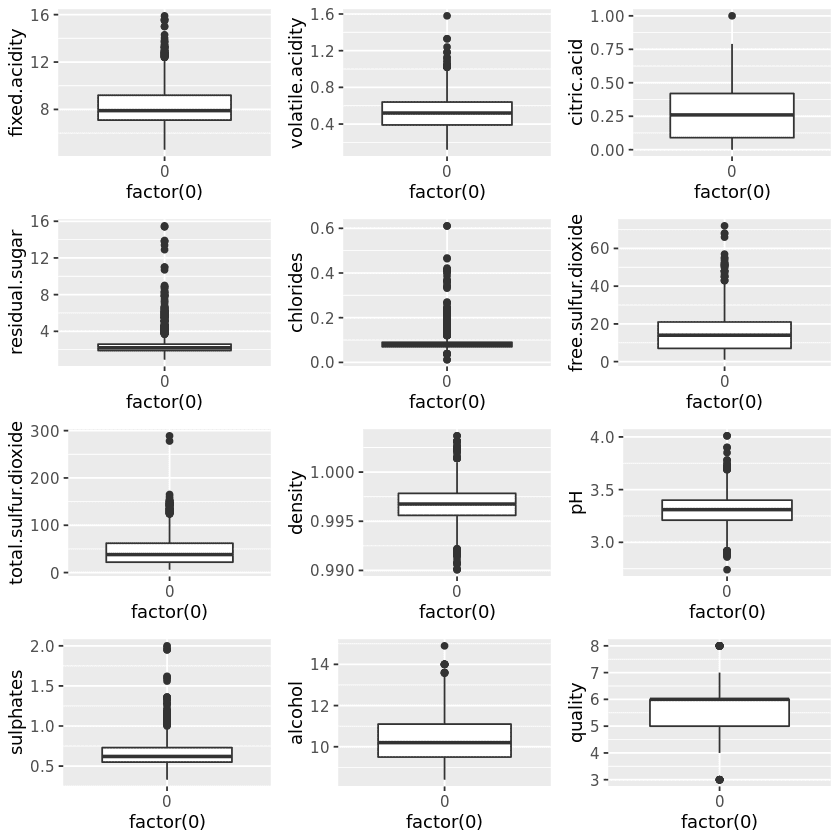 fixed.acidity
16
12
8
0
factor(0)
volatile.acidity
1.6
1.2
0.8
0.4
0
factor(0)
citric.acid
1.00
0.75
0.50
0.25
0.00
0
factor(0)
residual.sugar
16
12
8
4
0
factor(0)
chlorides
0.6
0.4
0.2
0.0
0
factor(0)
free.sulfur.dioxide
60
40
20
0
0
factor(0)
total.sulfur.dioxide
300
200
100
0
0
factor(0)
density
1.000
0.995
0.990
0
factor(0)
pH
4.0
3.5
3.0
0
factor(0)
sulphates
2.0
1.5
1.0
0.5
0
factor(0)
alcohol
14
12
10
0
factor(0)
quality
8
7
6
5
4
3
0
factor(0)